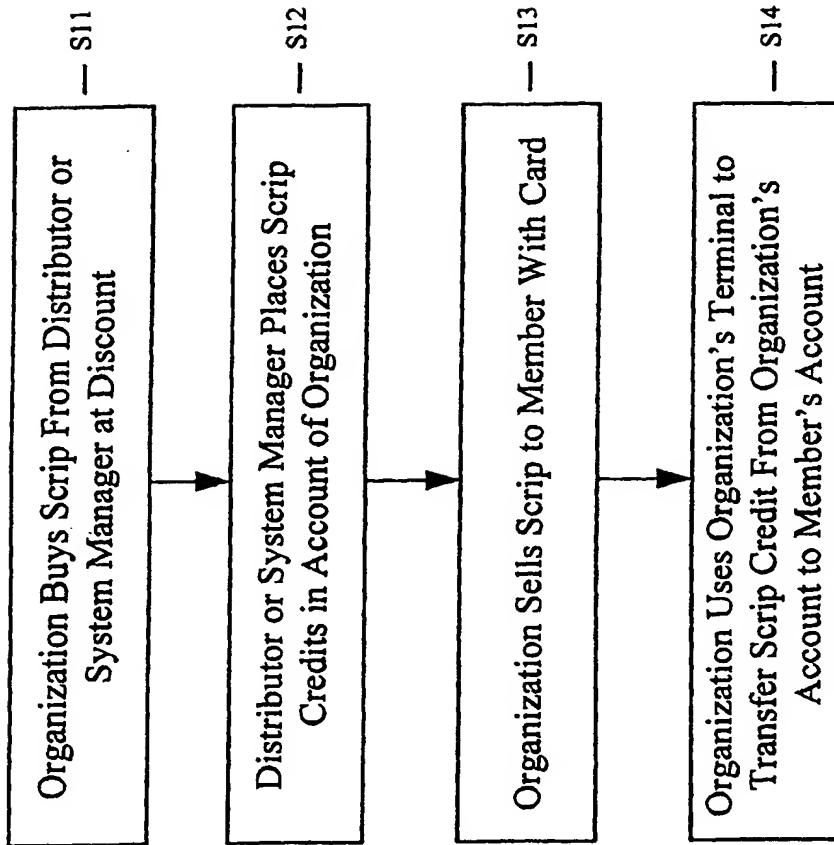 Organization Buys Scrip From Distributor or
System Manager at Discount
— S11
Distributor or System Manager Places Scrip
Credits in Account of Organization
— S12
Organization Sells Scrip to Member With Card
— S13
Organization Uses Organization's Terminal to
Transfer Scrip Credit From Organization's
Account to Member's Account
— S14